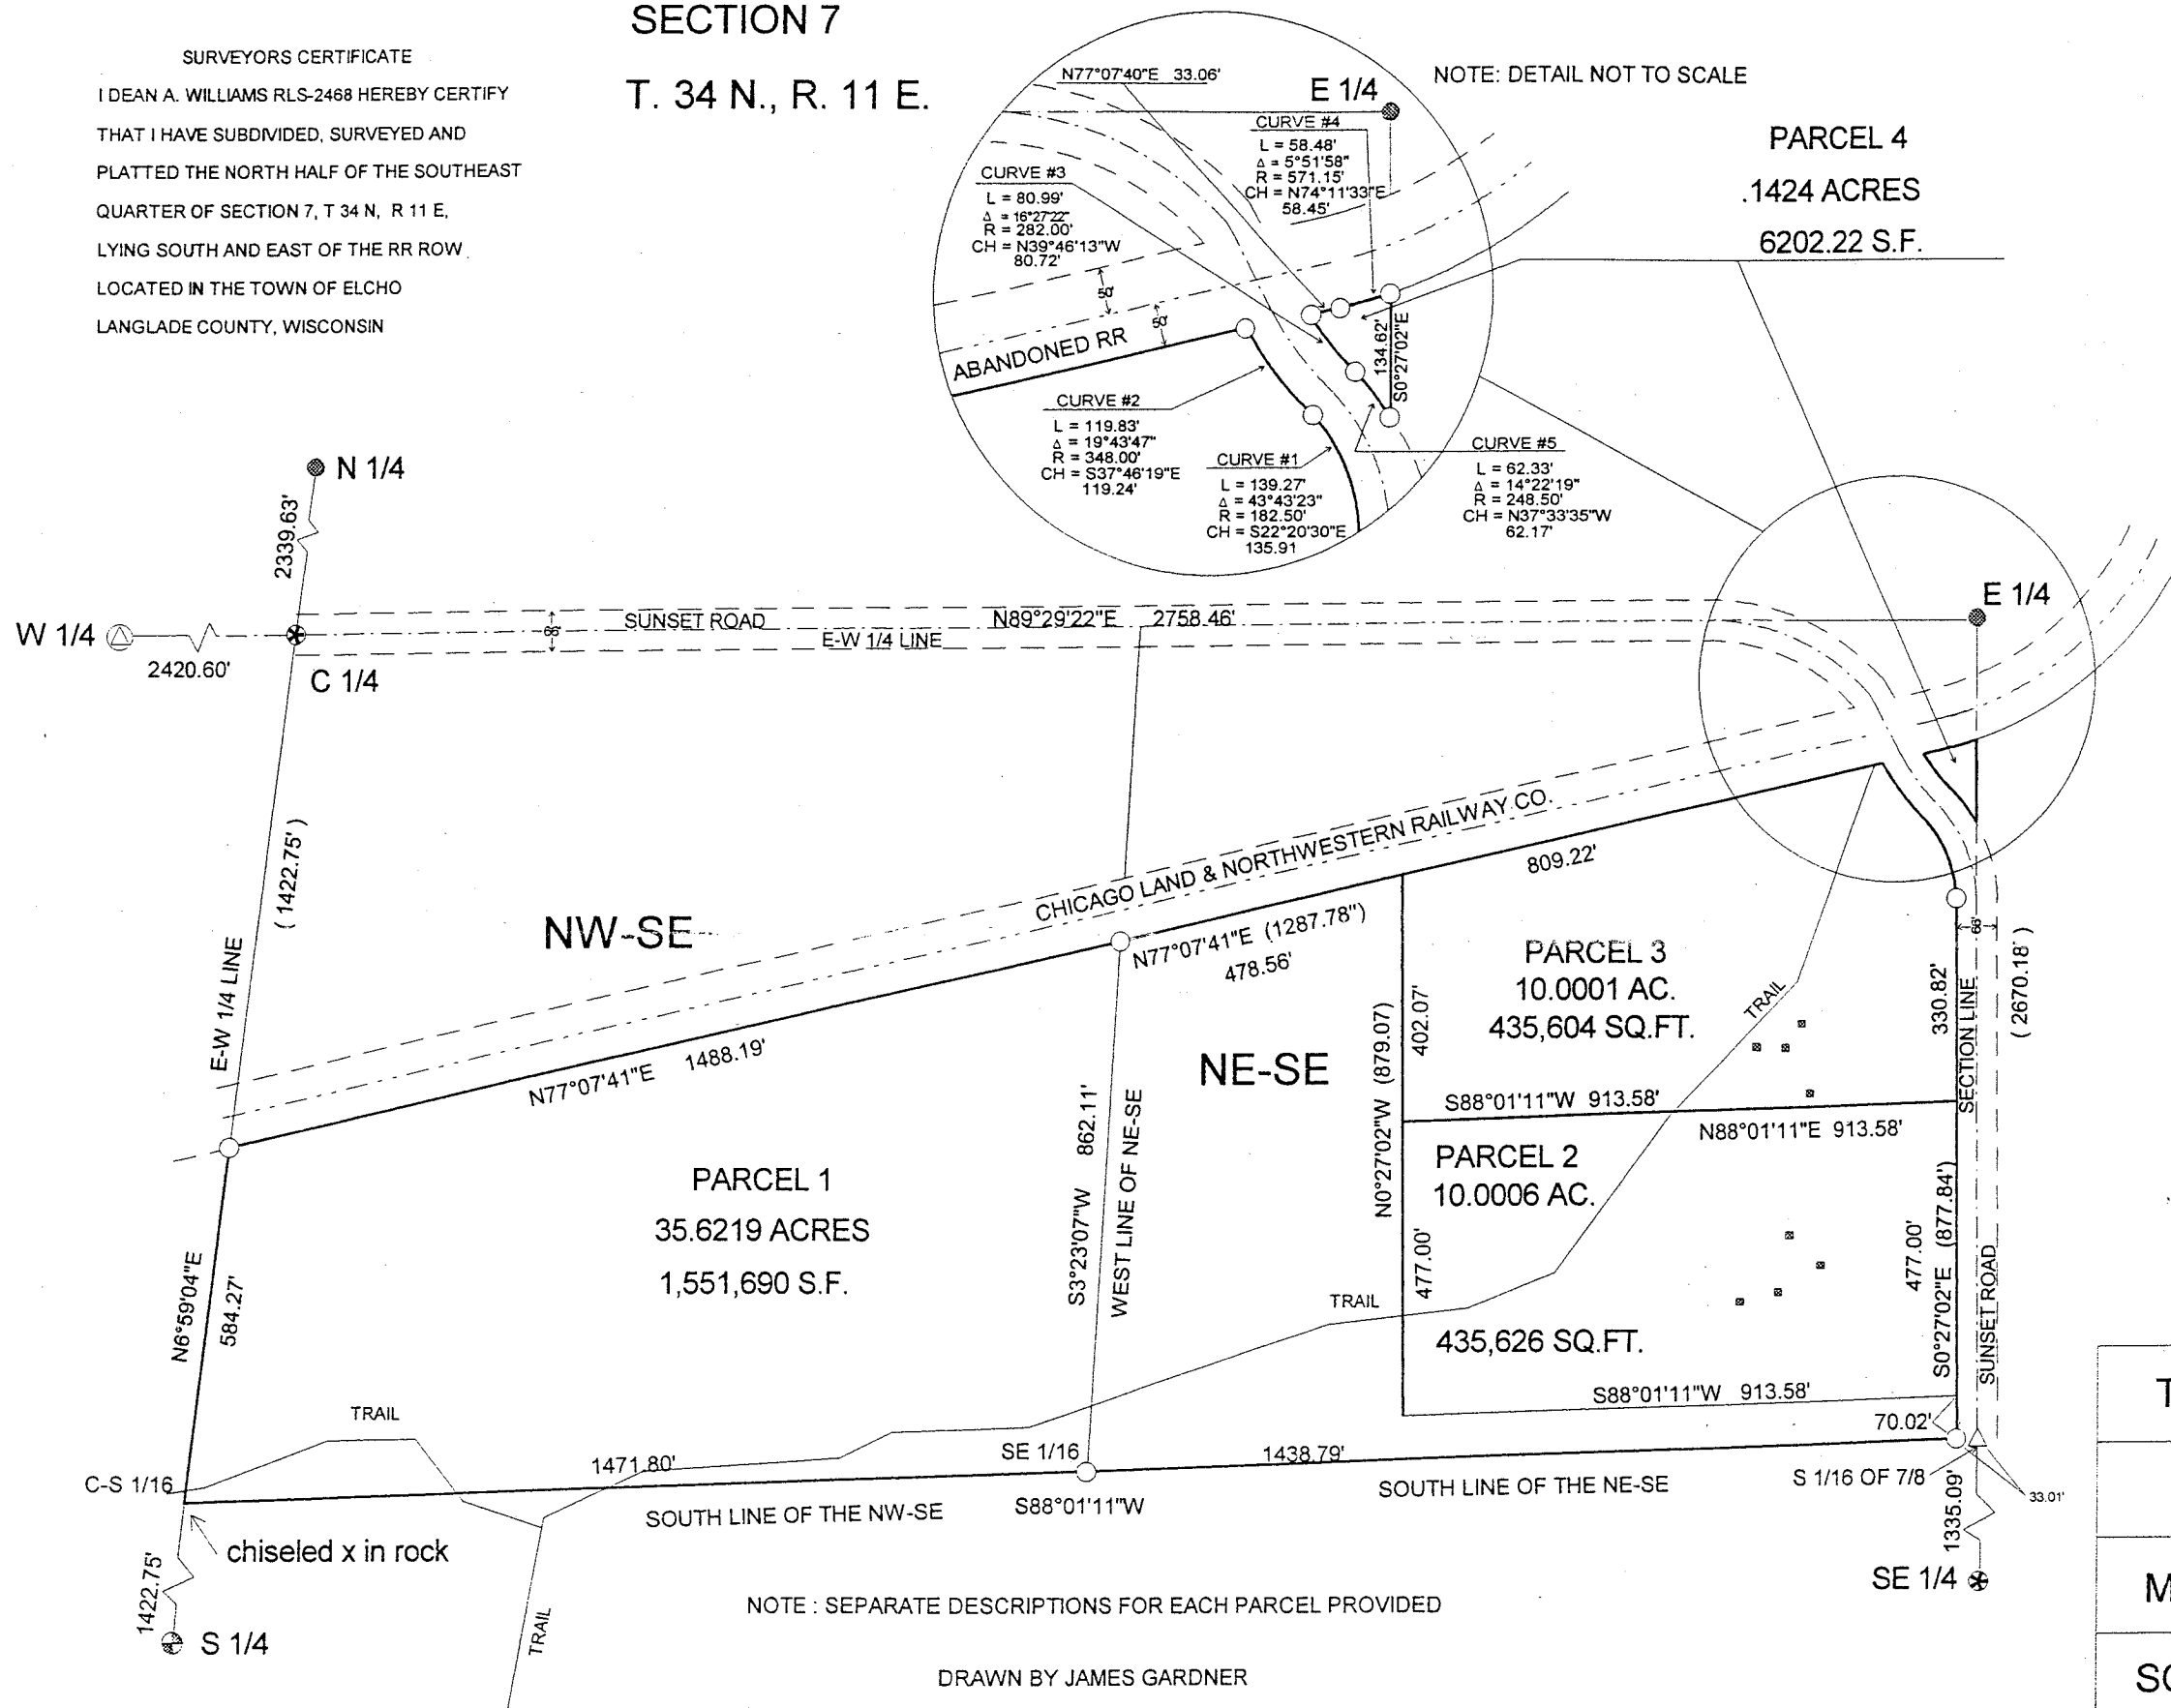 SECTION 7
T. 34 N., R. 11 E.
SURVEYORS CERTIFICATE
I DEAN A. WILLIAMS RLS-2468 HEREBY CERTIFY
THAT I HAVE SUBDIVIDED, SURVEYED AND
PLATTED THE NORTH HALF OF THE SOUTHEAST
QUARTER OF SECTION 7, T 34 N, R 11 E,
LYING SOUTH AND EAST OF THE RR ROW
LOCATED IN THE TOWN OF ELCHO
LANGLADE COUNTY, WISCONSIN
NOTE: DETAIL NOT TO SCALE
N77°07'40"E 33.06'
E 1/4
CURVE #4
L = 58.48'
Δ = 5°51'58"
R = 571.15'
CH = N74°11'33"E
58.45'
CURVE #3
L = 80.99'
Δ = 16°27'22"
R = 282.00'
CH = N39°46'13"W
80.72'
50'
50'
ABANDONED RR
134.62'
S0°27'02"E
CURVE #2
L = 119.83'
Δ = 19°43'47"
R = 348.00'
CH = S37°46'19"E
119.24'
CURVE #1
L = 139.27'
Δ = 43°43'23"
R = 182.50'
CH = S22°20'30"E
135.91
CURVE #5
L = 62.33'
Δ = 14°22'19"
R = 248.50'
CH = N37°33'35"W
62.17'
PARCEL 4
.1424 ACRES
6202.22 S.F.
N 1/4
2339.63'
W 1/4
2420.60'
C 1/4
66'
SUNSET ROAD
N89°29'22"E 2758.46'
E-W 1/4 LINE
E 1/4
( 1422.75' )
E-W 1/4 LINE
NW-SE
CHICAGO LAND & NORTHWESTERN RAILWAY CO.
809.22'
N77°07'41"E (1287.78")
478.56'
N77°07'41"E 1488.19'
NE-SE
PARCEL 3
10.0001 AC.
435,604 SQ.FT.
TRAIL
402.07'
N0°27'02"W (879.07)
330.82'
66'
SECTION LINE
( 2670.18' )
S88°01'11"W 913.58'
N88°01'11"E 913.58'
PARCEL 2
10.0006 AC.
435,626 SQ.FT.
477.00'
477.00'
S0°27'02"E (877.84')
SUNSET ROAD
S88°01'11"W 913.58'
PARCEL 1
35.6219 ACRES
1,551,690 S.F.
S3°23'07"W 862.11'
WEST LINE OF NE-SE
N6°59'04"E
584.27'
TRAIL
TRAIL
TRAIL
C-S 1/16
1471.80'
SE 1/16
1438.79'
70.02'
S 1/16 OF 7/8
33.01'
SOUTH LINE OF THE NW-SE
S88°01'11"W
SOUTH LINE OF THE NE-SE
1335.09'
SE 1/4
chiseled x in rock
1422.75'
S 1/4
NOTE : SEPARATE DESCRIPTIONS FOR EACH PARCEL PROVIDED
DRAWN BY JAMES GARDNER